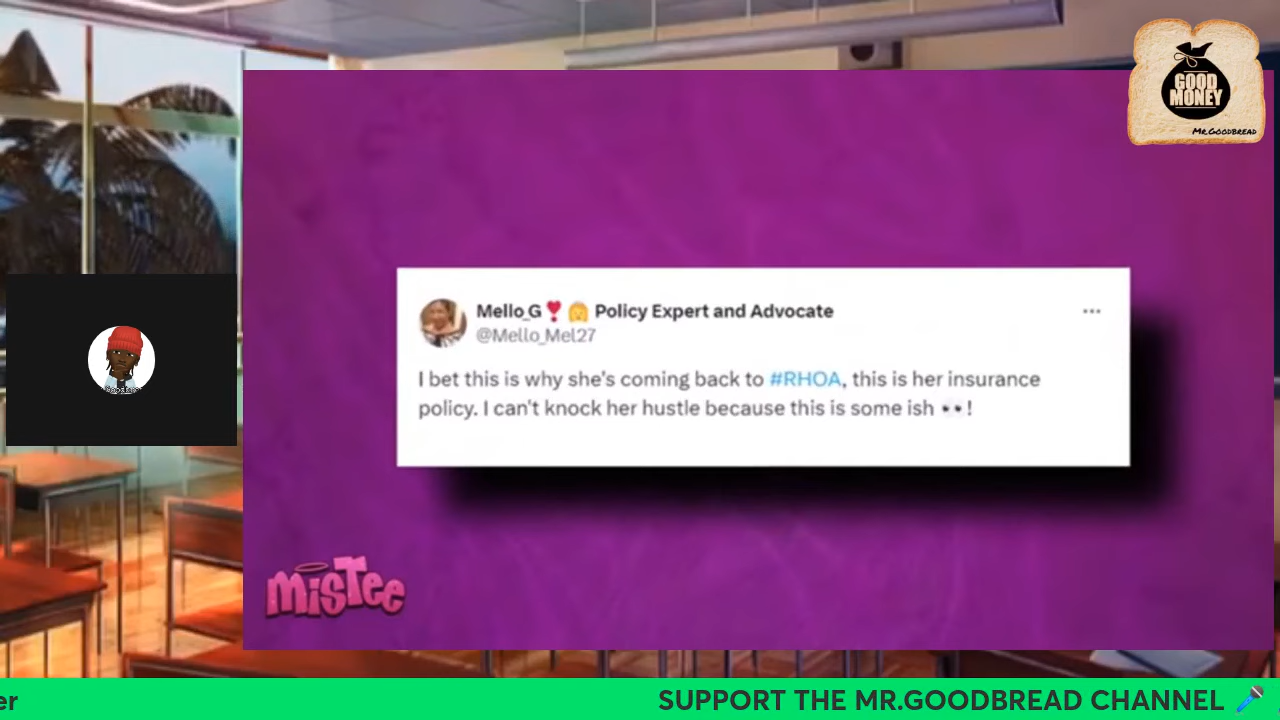 GOOD
MONEY
Mr.Goodbread
Mello_G❣️🙆 Policy Expert and Advocate
@Mello_Mel27
I bet this is why she's coming back to #RHOA, this is her insurance
policy. I can't knock her hustle because this is some ish 👀!
misTee
er
SUPPORT THE MR.GOODBREAD CHANNEL 🎤